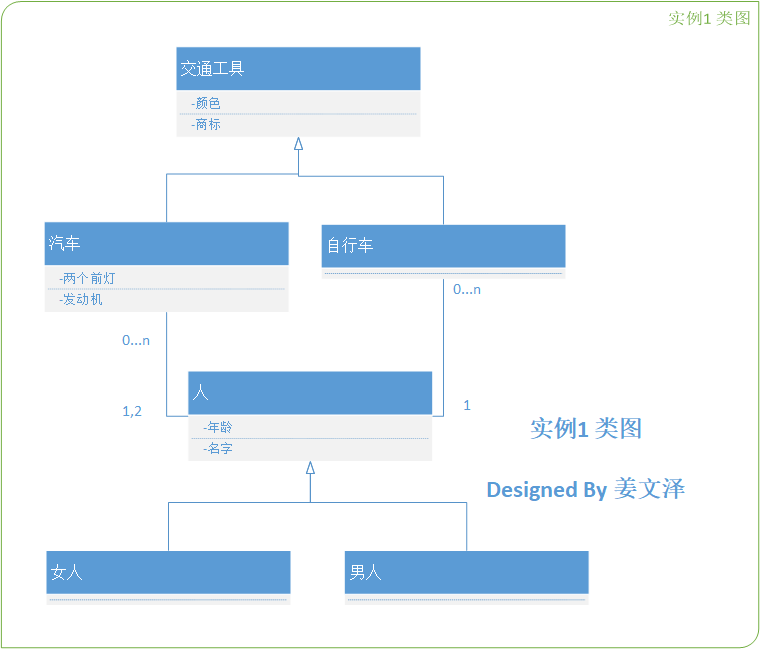 实例1 类图
交通工具
-颜色
-商标
汽车
-两个前灯
-发动机
自行车
0...n
0...n
1,2
1
人
-年龄
-名字
实例1 类图
Designed By 姜文泽
女人
男人